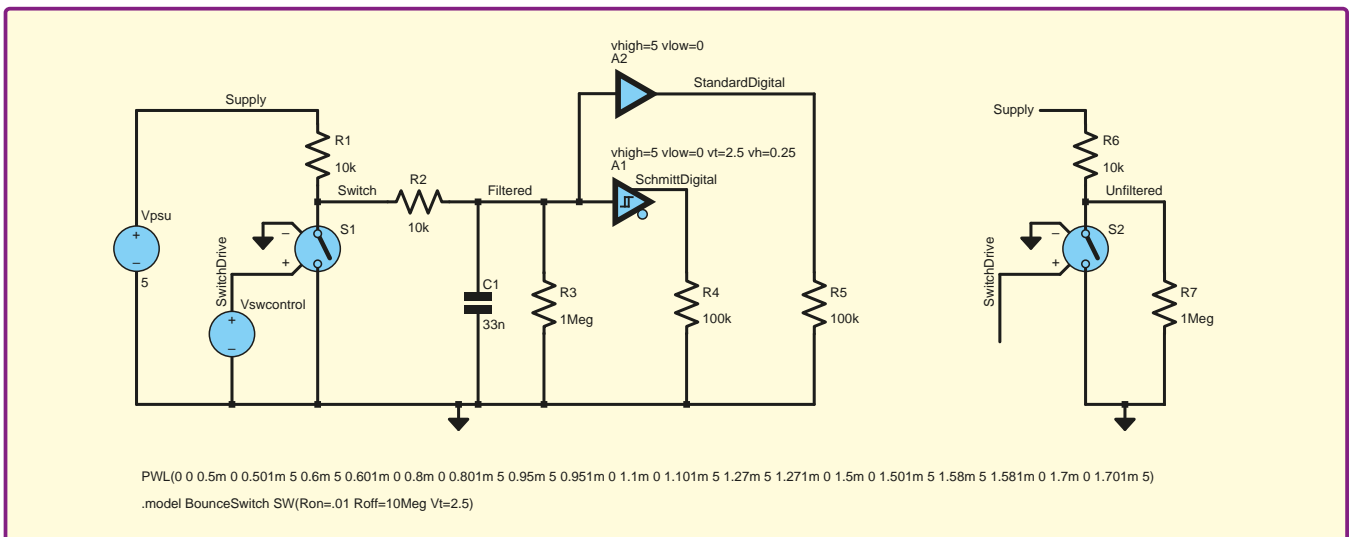 vhigh=5 vlow=0
A2
StandardDigital
Supply
R1
10k
Switch
R2
10k
Filtered
vhigh=5 vlow=0 vt=2.5 vh=0.25
A1
SchmittDigital
Vpsu
+
–
5
SwitchDrive
–
+
S1
Vswcontrol
+
–
C1
33n
R3
1Meg
R4
100k
R5
100k
Supply
R6
10k
Unfiltered
SwitchDrive
–
+
S2
R7
1Meg
PWL(0 0 0.5m 0 0.501m 5 0.6m 5 0.601m 0 0.8m 0 0.801m 5 0.95m 5 0.951m 0 1.1m 0 1.101m 5 1.27m 5 1.271m 0 1.5m 0 1.501m 5 1.58m 5 1.581m 0 1.7m 0 1.701m 5)
.model BounceSwitch SW(Ron=.01 Roff=10Meg Vt=2.5)